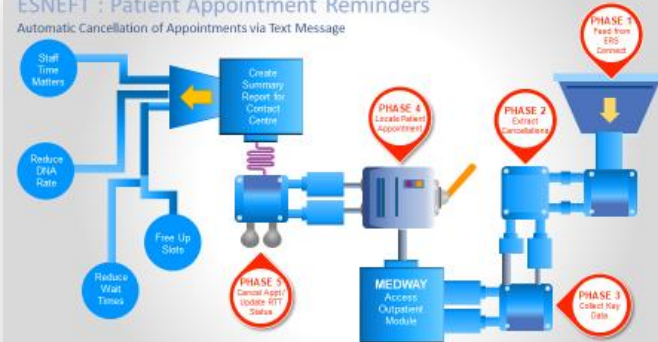 ESNEFT : Patient Appointment Reminders
Automatic Cancellation of Appointments via Text Message
PHASE 1
Feed from
ERS
Connect
Staff
Time
Matters
Create
Summary
Report for
Contact
Centre
PHASE 4
Locate Patient
Appointment
PHASE 2
Extract
Cancellations
Reduce
DNA
Rate
Free Up
Slots
Reduce
Wait
Times
PHASE 5
Cancel Appt/
Update RTT
Status
MEDWAY
Access
Outpatient
Module
PHASE 3
Collect Key
Data